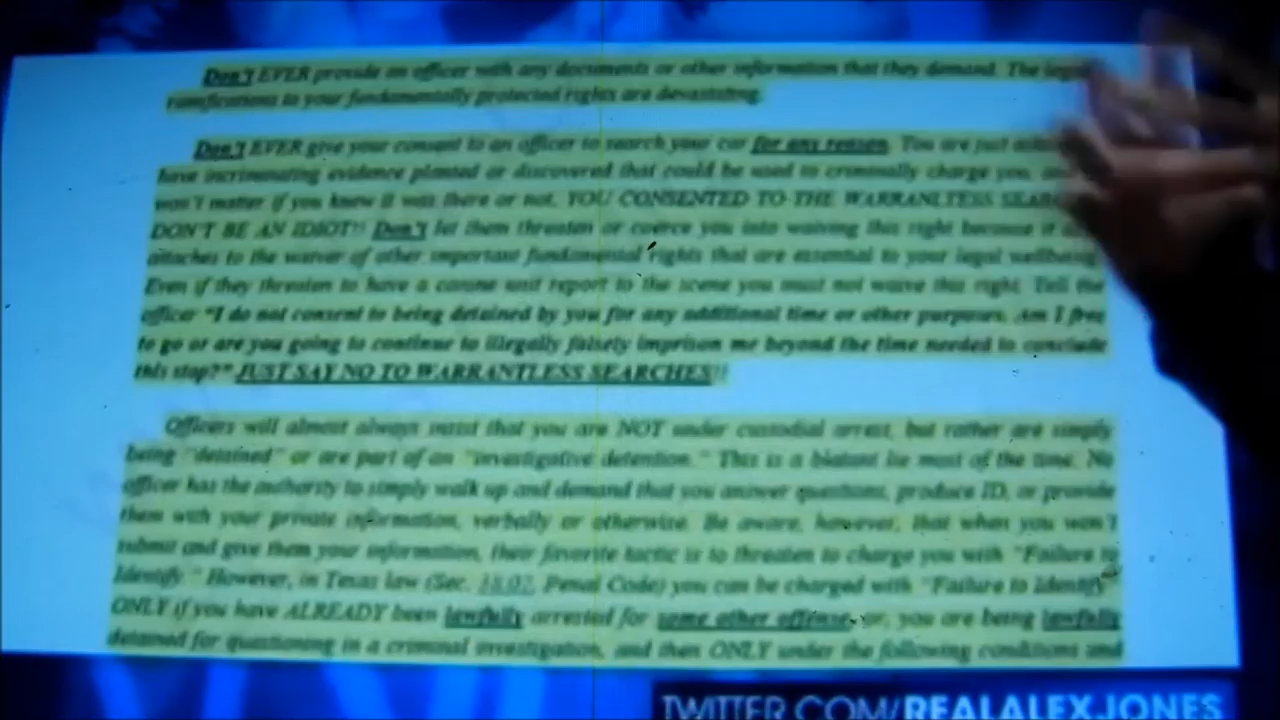 Don't EVER provide an officer with any documents or other information that they demand. The legal
ramifications to your fundamentally protected rights are devastating.
Don't EVER give your consent to an officer to search your car for any reason. You are just
have incriminating evidence planted or discovered that could be used to criminally charge you,
won't matter if you knew it was there or not, YOU CONSENTED TO THE WARRANLTESS
DON'T BE AN IDIOT!! Don't let them threaten or coerce you into waiving this right because it
attaches to the waiver of other important fundamental rights that are essential to your legal wellbeing.
Even if they threaten to have a canine unit report to the scene you must not waive this right. Tell the
officer "I do not consent to being detained by you for any additional time or other purposes. Am I free
to go or are you going to continue to illegally falsely imprison me beyond the time needed to conclude
this stop?" JUST SAY NO TO WARRANTLESS SEARCHES!!
Officers will almost always insist that you are NOT under custodial arrest, but rather are simply
being "detained" or are part of an "investigative detention." This is a blatant lie most of the time. No
officer has the authority to simply walk up and demand that you answer questions, produce ID, or provide
them with your private information, verbally or otherwise. Be aware, however, that when you won't
submit and give them your information, their favorite tactic is to threaten to charge you with "Failure to
Identify." However, in Texas law (Sec. 38.02, Penal Code) you can be charged with "Failure to Identify"
ONLY if you have ALREADY been lawfully arrested for some other offense, or, you are being lawfully
detained for questioning in a criminal investigation, and then ONLY under the following conditions and
TWITTER.COM/REALALEXJONES